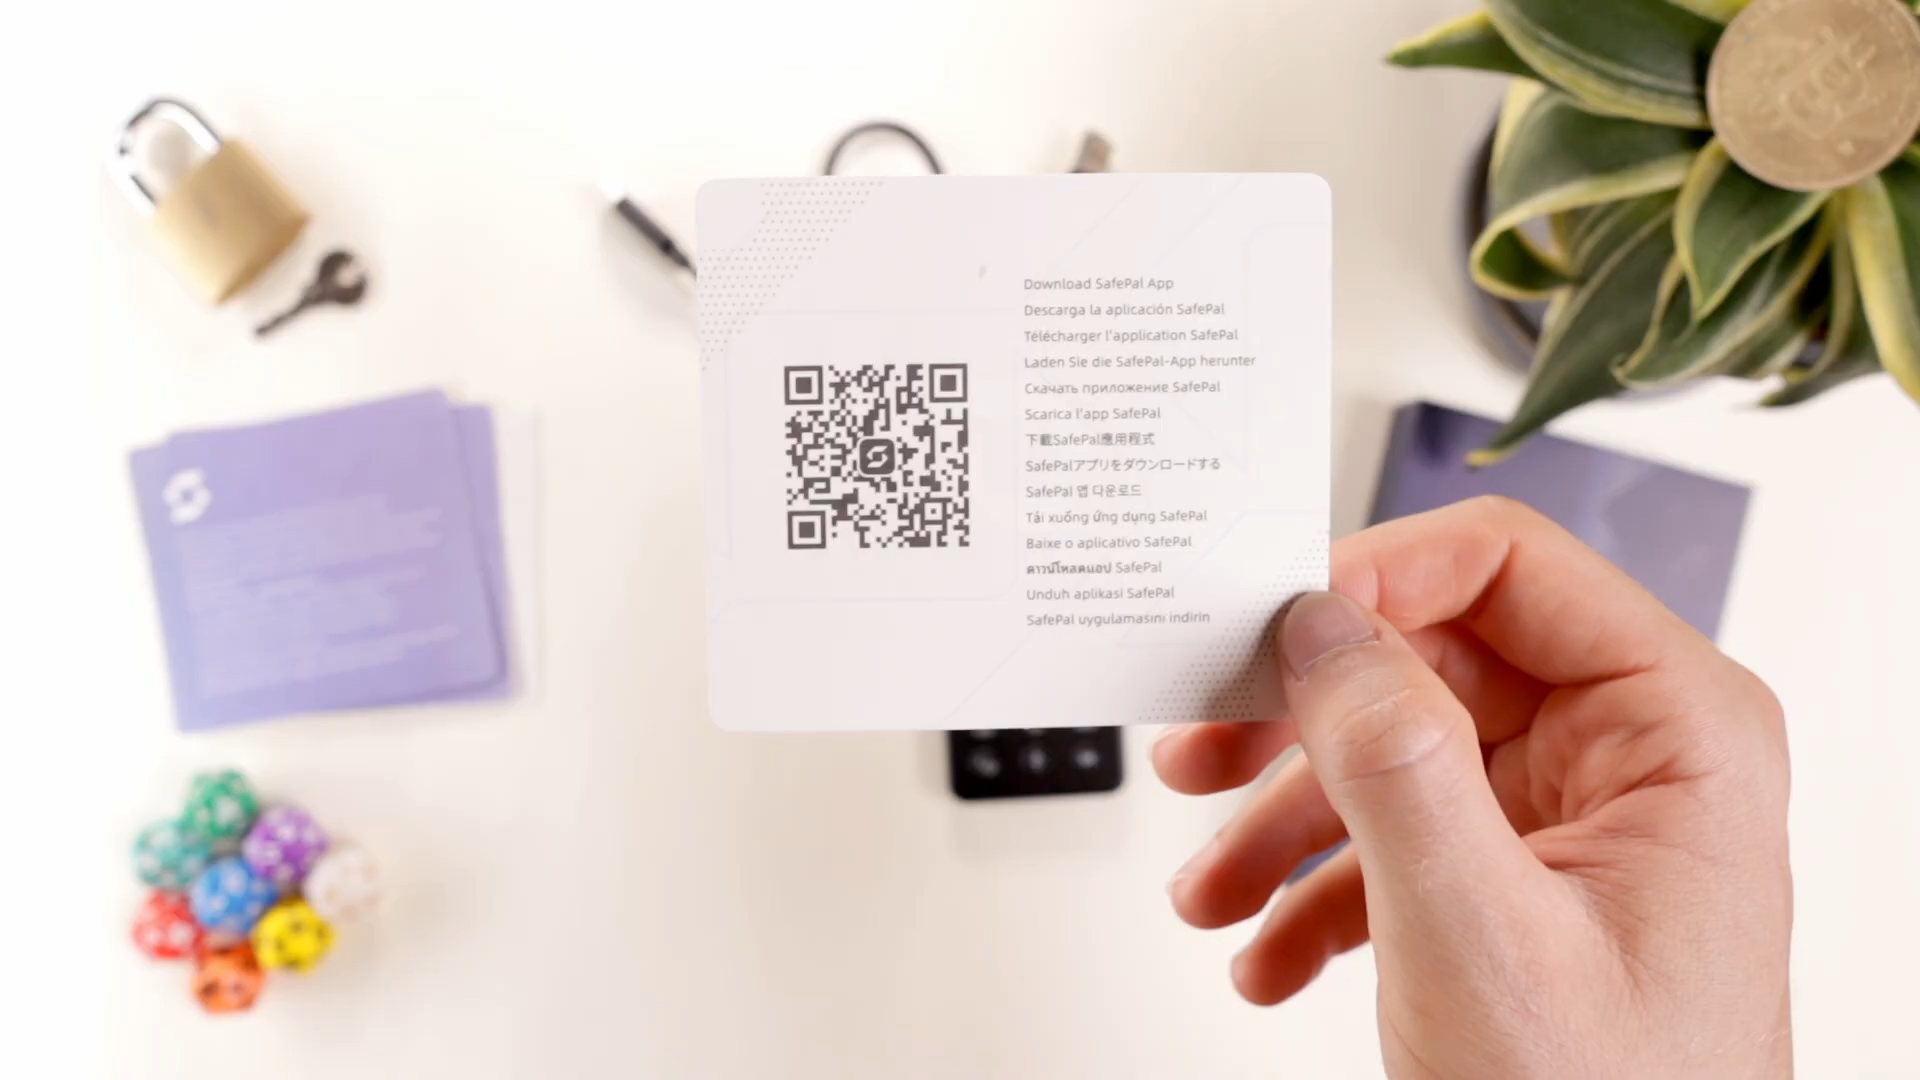 Download SafePal App
Descarga la aplicación SafePal
Télécharger l'application SafePal
Laden Sie die SafePal-App herunter
Скачать приложение SafePal
Scarica l'app SafePal
下載SafePal應用程式
SafePalアプリをダウンロードする
SafePal 앱 다운로드
Tải xuống ứng dụng SafePal
Baixe o aplicativo SafePal
ดาวน์โหลดแอป SafePal
Unduh aplikasi SafePal
SafePal uygulamasını indirin